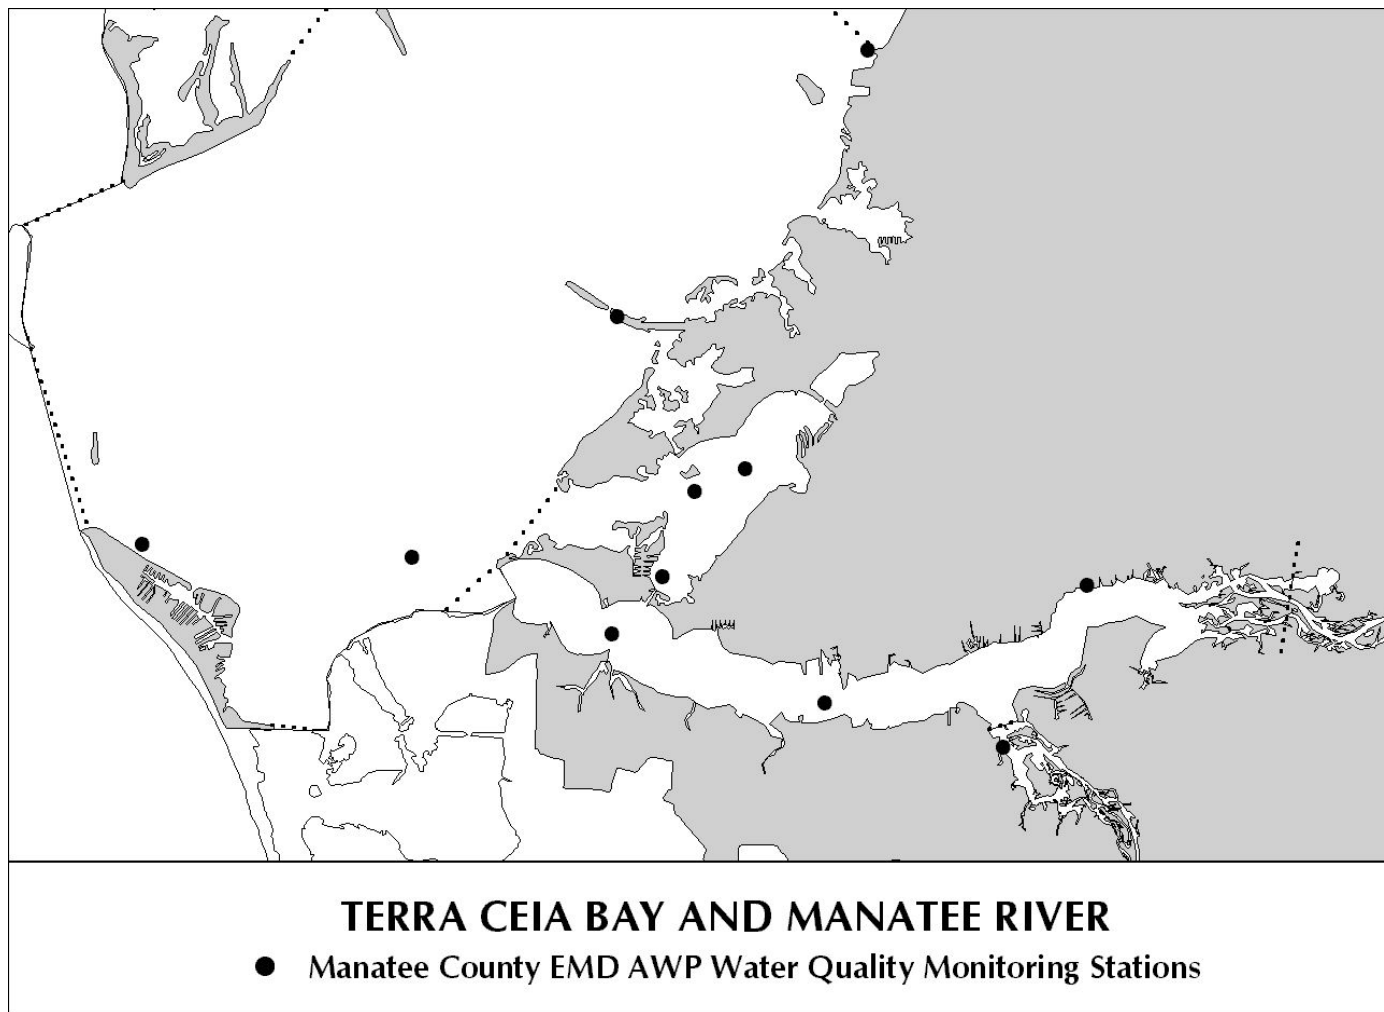 TERRA CEIA BAY AND MANATEE RIVER
Manatee County EMD AWP Water Quality Monitoring Stations